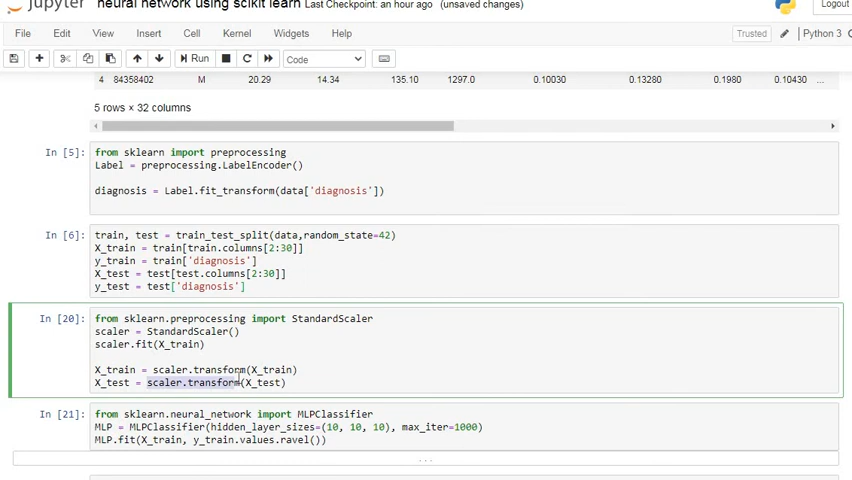 Jupyter neural network using scikit learn Last Checkpoint: an hour ago (unsaved changes) Logout
File Edit View Insert Cell Kernel Widgets Help Trusted Python 3
Run Code
4 84358402 M 20.29 14.34 135.10 1297.0 0.10030 0.13280 0.1980 0.10430 ...
5 rows × 32 columns
In [5]: from sklearn import preprocessing
Label = preprocessing.LabelEncoder()
diagnosis = Label.fit_transform(data['diagnosis'])
In [6]: train, test = train_test_split(data,random_state=42)
X_train = train[train.columns[2:30]]
y_train = train['diagnosis']
X_test = test[test.columns[2:30]]
y_test = test['diagnosis']
In [20]: from sklearn.preprocessing import StandardScaler
scaler = StandardScaler()
scaler.fit(X_train)
X_train = scaler.transform(X_train)
X_test = scaler.transform(X_test)
In [21]: from sklearn.neural_network import MLPClassifier
MLP = MLPClassifier(hidden_layer_sizes=(10, 10, 10), max_iter=1000)
MLP.fit(X_train, y_train.values.ravel())
...